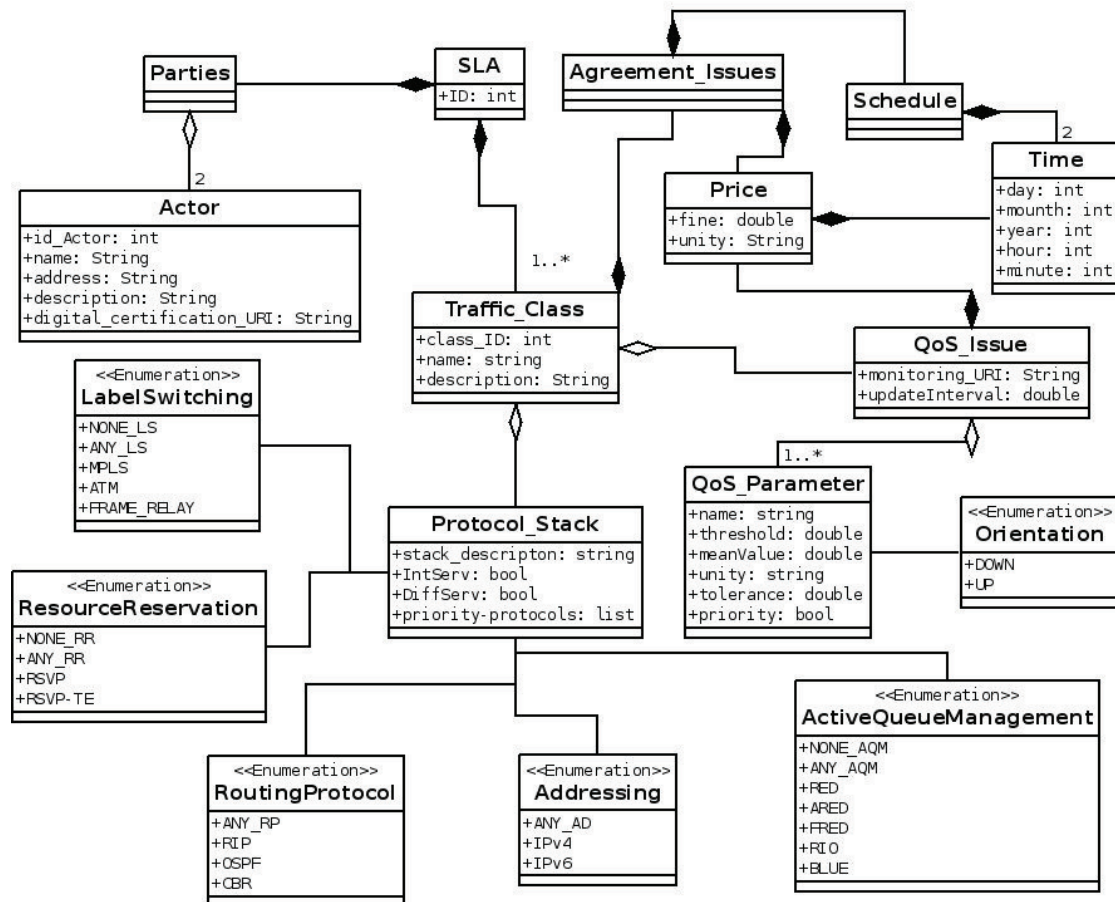 Parties
SLA
+ID: int
Agreement_Issues
Schedule
2
Time
+day: int
+mounth: int
+year: int
+hour: int
+minute: int
Price
+fine: double
+unity: String
2
Actor
+id_Actor: int
+name: String
+address: String
+description: String
+digital_certification_URI: String
1..*
Traffic_Class
+class_ID: int
+name: string
+description: String
QoS_Issue
+monitoring_URI: String
+updateInterval: double
<<Enumeration>>
LabelSwitching
+NONE_LS
+ANY_LS
+MPLS
+ATM
+FRAME_RELAY
1..*
QoS_Parameter
+name: string
+threshold: double
+meanValue: double
+unity: string
+tolerance: double
+priority: bool
<<Enumeration>>
Orientation
+DOWN
+UP
Protocol_Stack
+stack_descripton: string
+IntServ: bool
+DiffServ: bool
+priority-protocols: list
<<Enumeration>>
ResourceReservation
+NONE_RR
+ANY_RR
+RSVP
+RSVP-TE
<<Enumeration>>
RoutingProtocol
+ANY_RP
+RIP
+OSPF
+CBR
<<Enumeration>>
Addressing
+ANY_AD
+IPv4
+IPv6
<<Enumeration>>
ActiveQueueManagement
+NONE_AQM
+ANY_AQM
+RED
+ARED
+FRED
+RIO
+BLUE